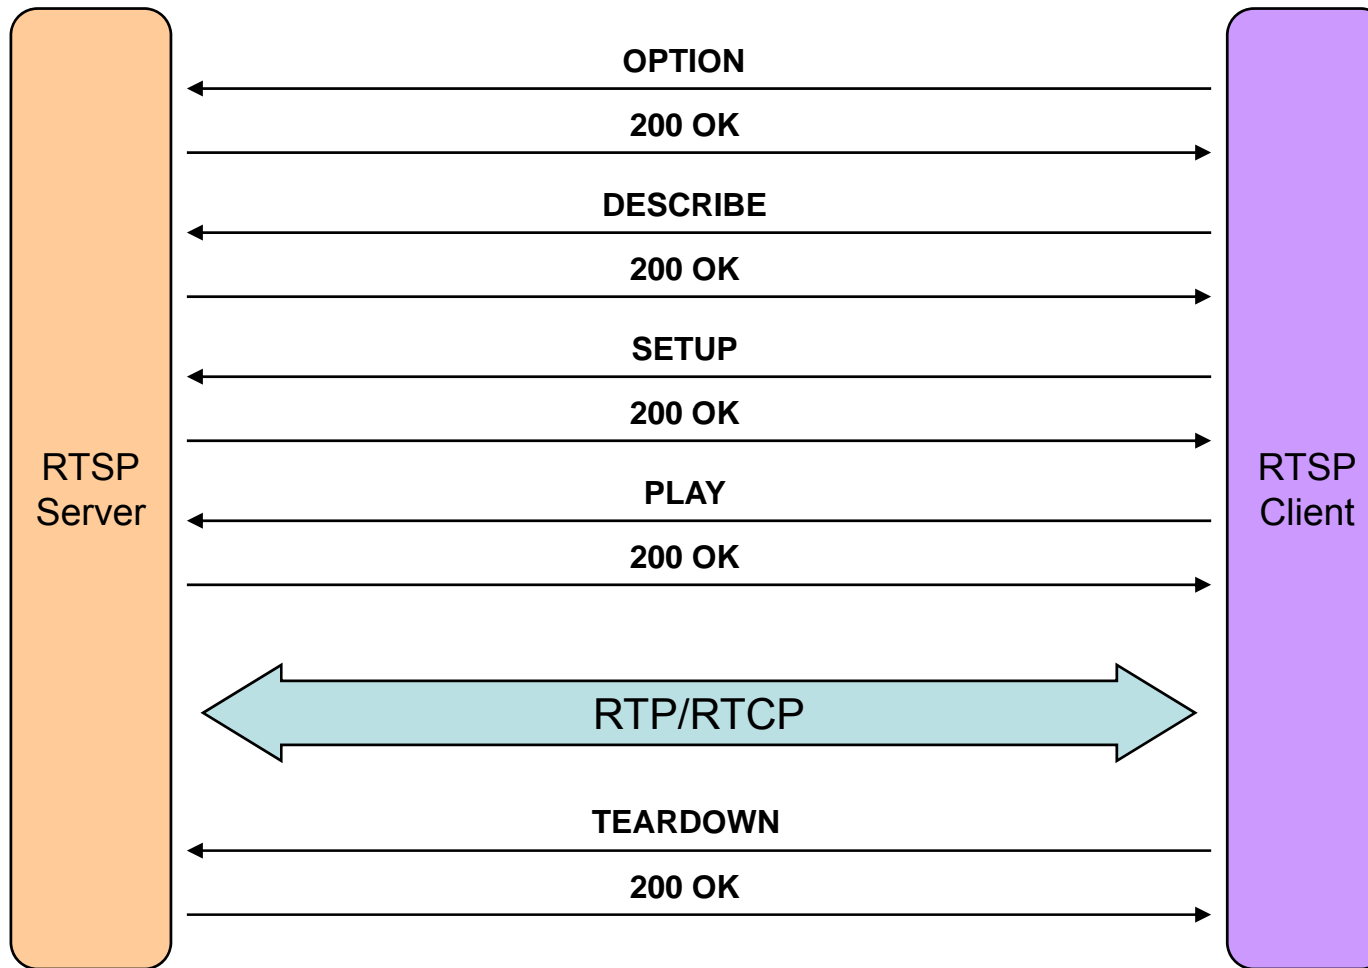 OPTION
200 OK
DESCRIBE
200 OK
SETUP
200 OK
RTSP
Server
PLAY
200 OK
RTSP
Client
RTP/RTCP
TEARDOWN
200 OK